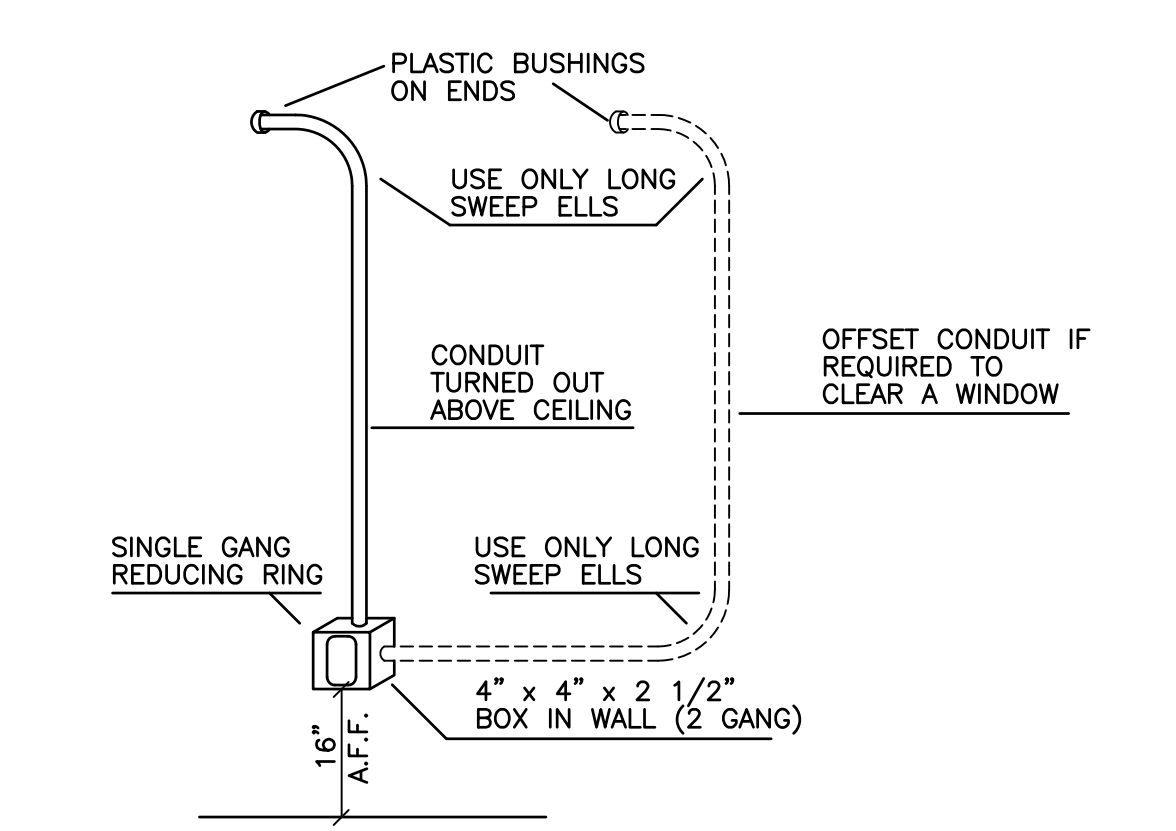 PLASTIC BUSHINGS
ON ENDS
USE ONLY LONG
SWEEP ELLS
OFFSET CONDUIT IF
REQUIRED TO
CLEAR A WINDOW
CONDUIT
TURNED OUT
ABOVE CEILING
SINGLE GANG
REDUCING RING
USE ONLY LONG
SWEEP ELLS
4” x 4” x 2 1/2”
BOX IN WALL (2 GANG)
16”
A.F.F.